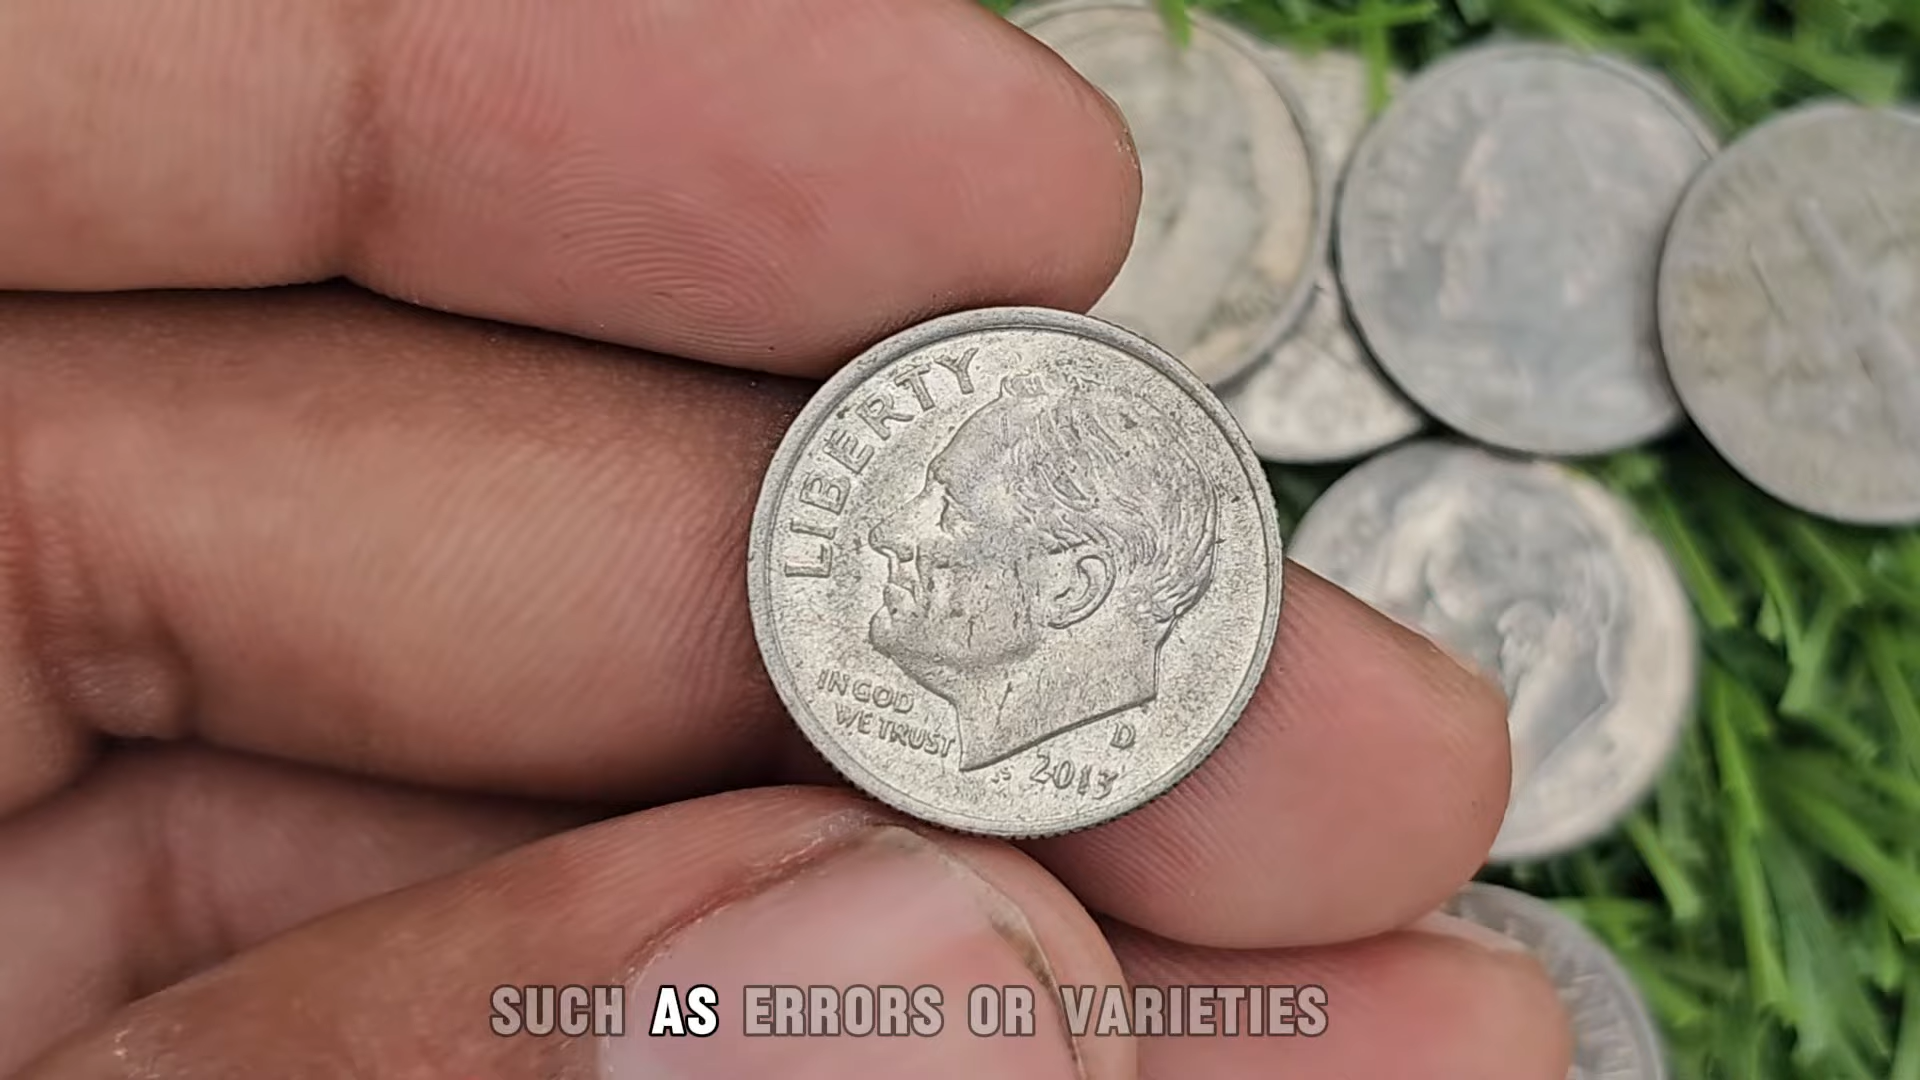 LIBERTY
IN GOD
WE TRUST
D
2013
SUCH AS ERRORS OR VARIETIES